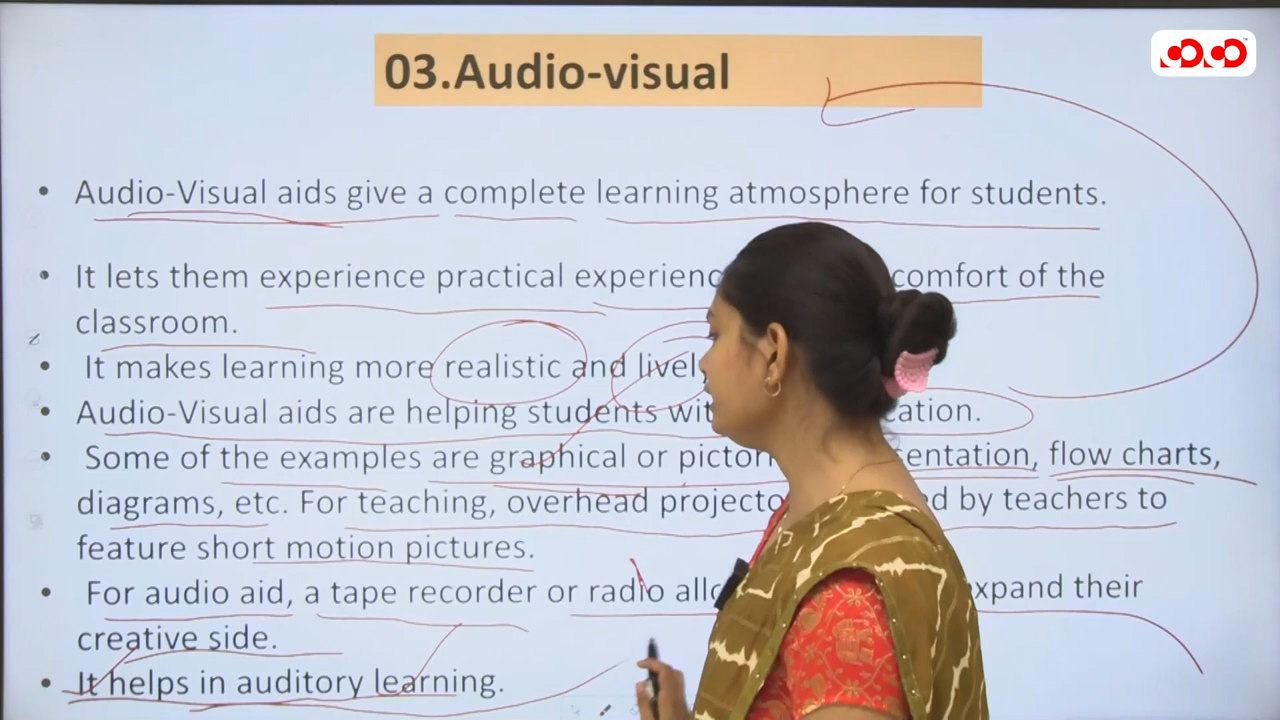 03.Audio-visual
• Audio-Visual aids give a complete learning atmosphere for students.
• It lets them experience practical comfort of the
classroom.
• It makes learning more realistic and
• Audio-Visual aids are helping students
• Some of the examples are graphical or flow charts,
diagrams, etc. For teaching, overhead by teachers to
feature short motion pictures.
• For audio aid, a tape recorder or radio their
creative side.
• It helps in auditory learning.